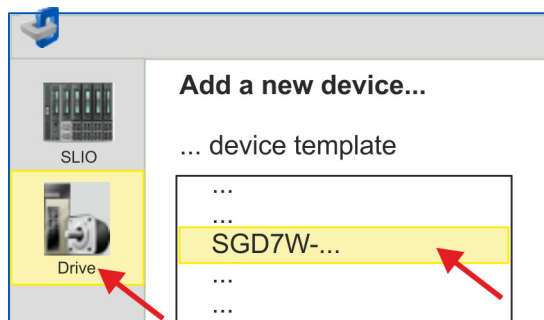 SLIO
Drive
Add a new device...
... device template
...
...
SGD7W-...
...
...